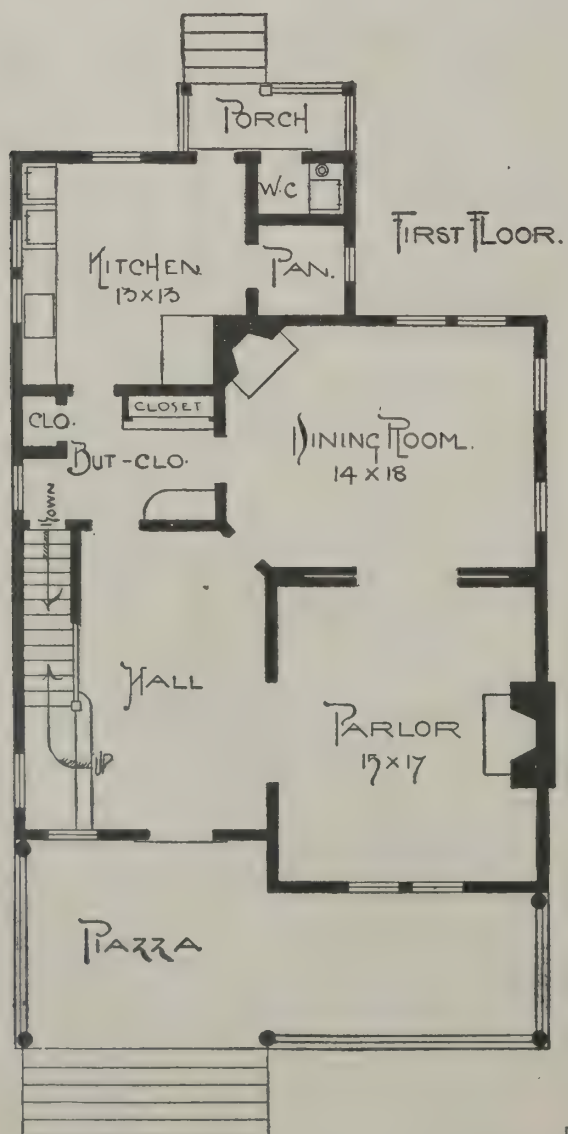 PORCH
W.C
FIRST FLOOR.
KITCHEN.
13 X 13
PAN.
CLO.
CLOSET
DINING ROOM.
14 X 18
BUT-CLO.
DOWN
HALL
PARLOR
15 X 17
UP
PIAZZA